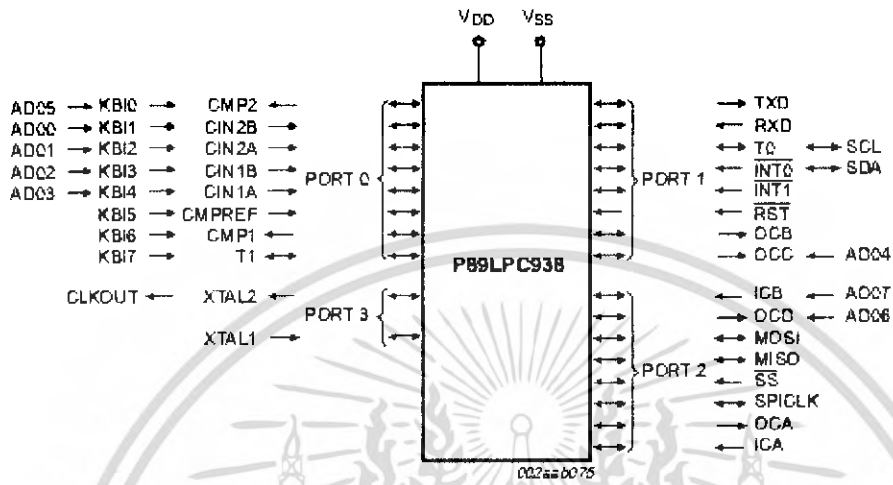 VDD VSS
AD05 KBI0 CMP2 TXD
AD00 KBI1 CIN2B RXD
AD01 KBI2 CIN2A T0 SCL
AD02 KBI3 CIN1B PORT 0 PORT 1 INT0 SDA
AD03 KBI4 CIN1A INT1
KBI5 CMPREF RST
KBI6 CMP1 OCB
KBI7 T1 P89LPC938 OCC AD04
CLKOUT XTAL2 PORT 3 ICB AD07
OCD AD06
XTAL1 MOSI
PORT 2 MISO
SS
SPICLK
OCA
ICA
002aab076